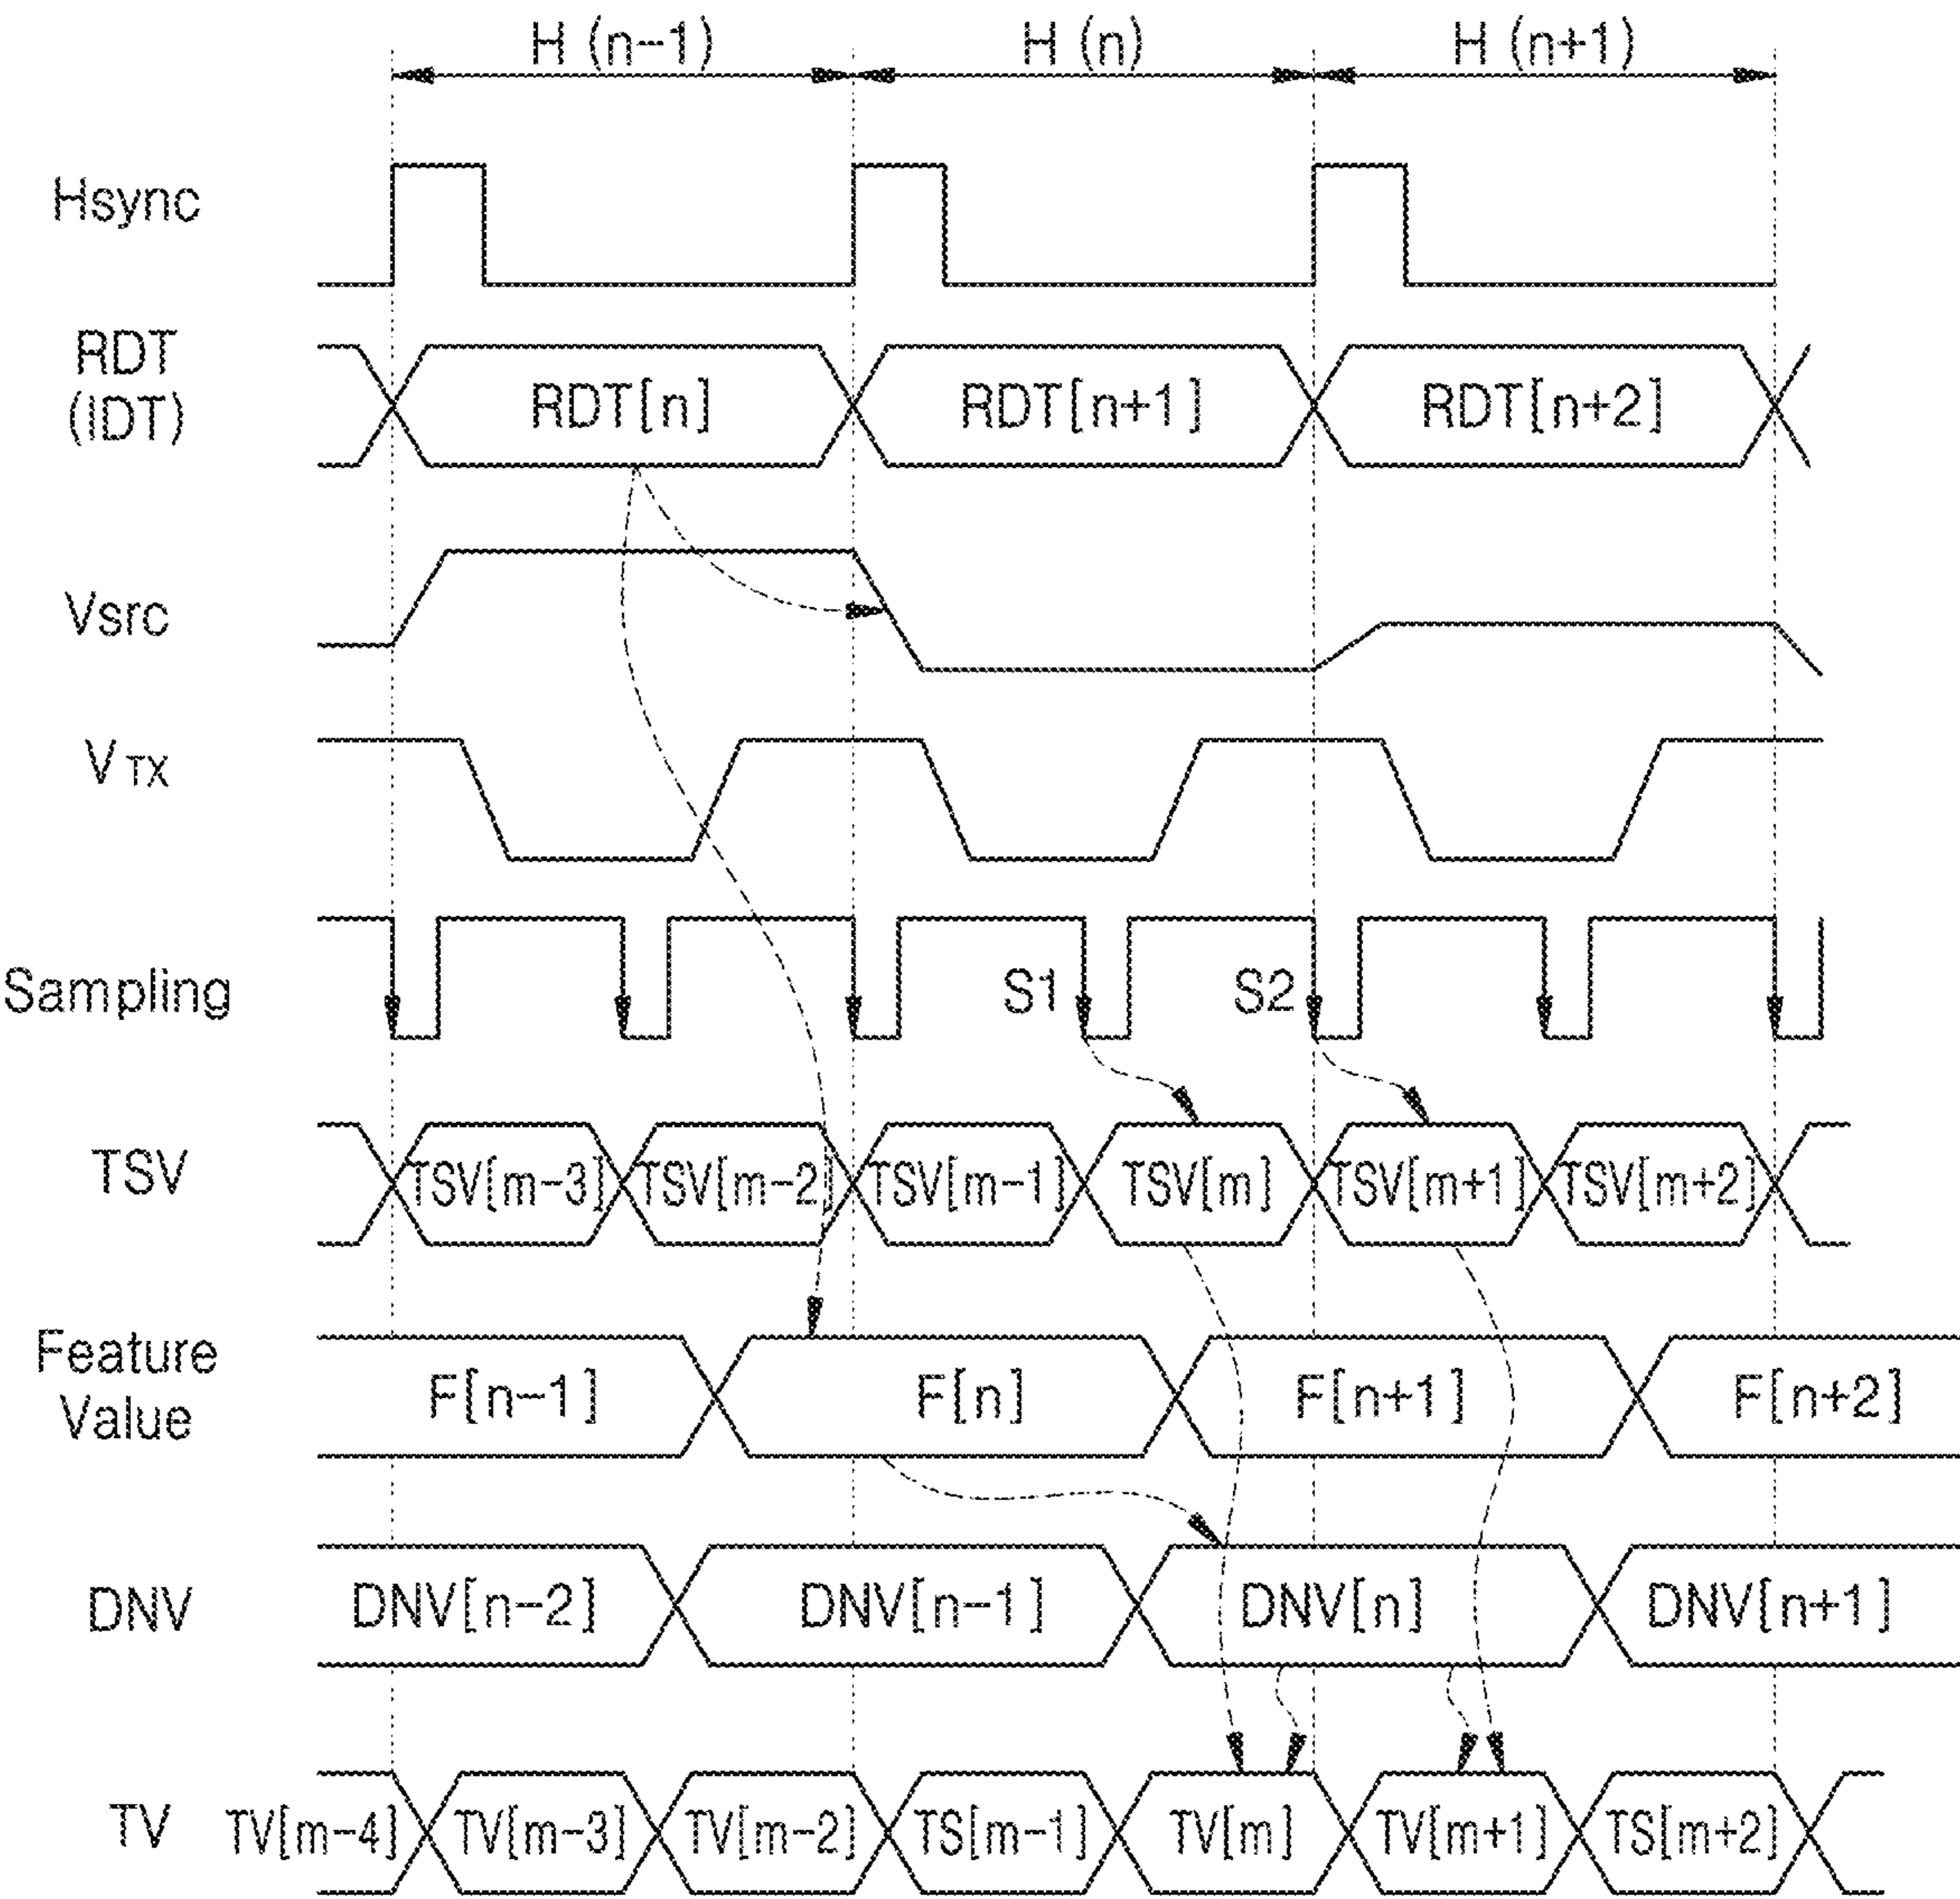 H (n-1) H (n) H (n+1)
Hsync
RDT
(IDT)
RDT[n] RDT[n+1] RDT[n+2]
Vsrc
VTX
Sampling
S1 S2
TSV
TSV[m-3] TSV[m-2] TSV[m-1] TSV[m] TSV[m+1] TSV[m+2]
Feature
Value
F[n-1] F[n] F[n+1] F[n+2]
DNV
DNV[n-2] DNV[n-1] DNV[n] DNV[n+1]
TV
TV[m-4] TV[m-3] TV[m-2] TS[m-1] TV[m] TV[m+1] TS[m+2]